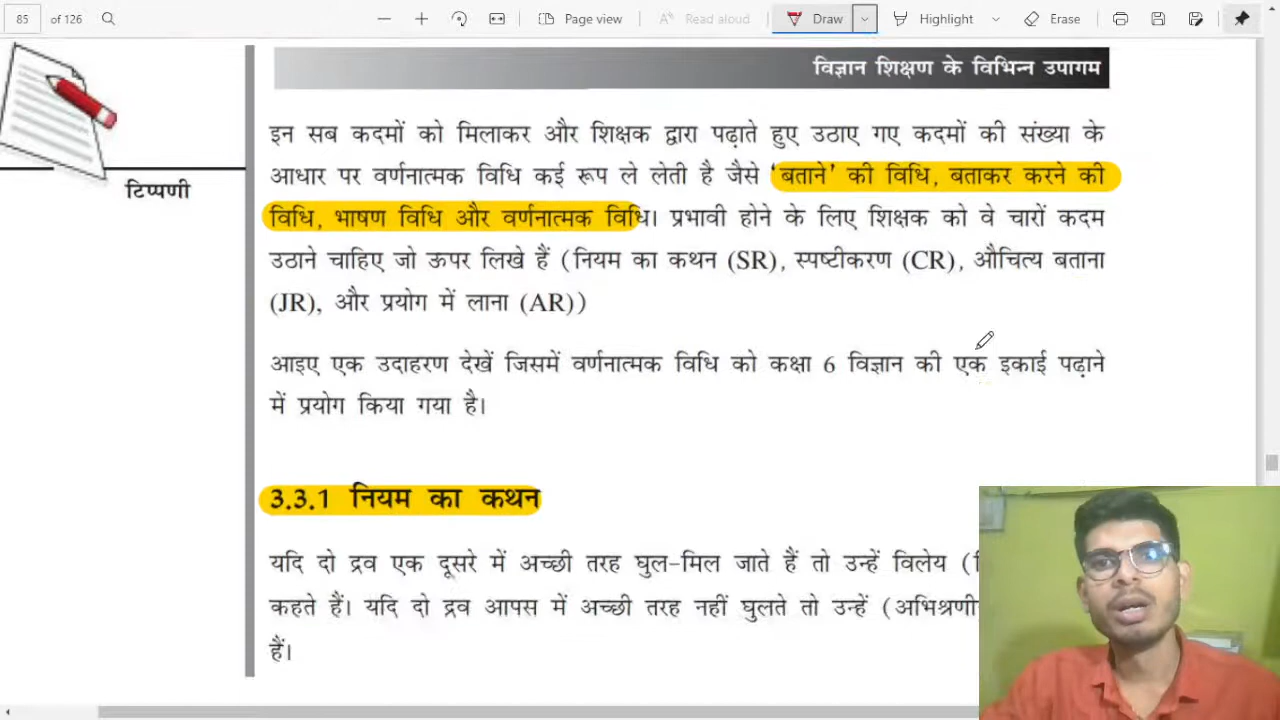 85 of 126 Page view Read aloud Draw Highlight Erase
विज्ञान शिक्षण के विभिन्न उपागम
इन सब कदमों को मिलाकर और शिक्षक द्वारा पढ़ाते हुए उठाए गए कदमों की संख्या के
आधार पर वर्णनात्मक विधि कई रूप ले लेती है जैसे ‘बताने’ की विधि, बताकर करने की
टिप्पणी
विधि, भाषण विधि और वर्णनात्मक विधि। प्रभावी होने के लिए शिक्षक को वे चारों कदम
उठाने चाहिए जो ऊपर लिखे हैं (नियम का कथन (SR), स्पष्टीकरण (CR), औचित्य बताना
(JR), और प्रयोग में लाना (AR))
आइए एक उदाहरण देखें जिसमें वर्णनात्मक विधि को कक्षा 6 विज्ञान की एक इकाई पढ़ाने
में प्रयोग किया गया है।
3.3.1 नियम का कथन
यदि दो द्रव एक दूसरे में अच्छी तरह घुल-मिल जाते हैं तो उन्हें विलेय
कहते हैं। यदि दो द्रव आपस में अच्छी तरह नहीं घुलते तो उन्हें
हैं।